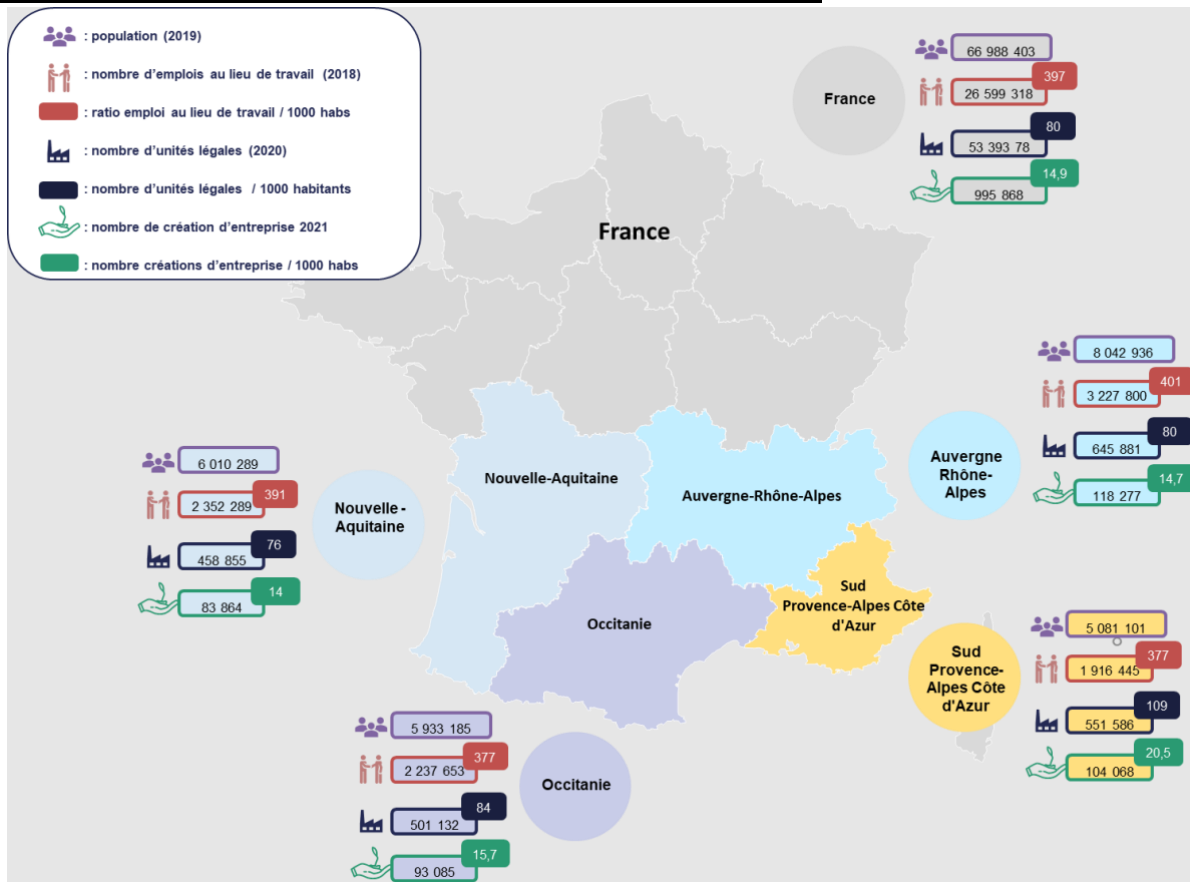 : population (2019)
: nombre d'emplois au lieu de travail (2018)
: ratio emploi au lieu de travail / 1000 habs
: nombre d'unités légales (2020)
: nombre d'unités légales / 1000 habitants
: nombre de création d'entreprise 2021
: nombre créations d'entreprise / 1000 habs
France
66 988 403
397
26 599 318
80
53 393 78
14,9
995 868
France
Nouvelle-Aquitaine
Auvergne-Rhône-Alpes
Occitanie
Sud
Provence-Alpes Côte
d'Azur
Auvergne
Rhône-
Alpes
8 042 936
401
3 227 800
80
645 881
14,7
118 277
6 010 289
391
2 352 289
76
458 855
14
83 864
Nouvelle -
Aquitaine
Sud
Provence-
Alpes Côte
d'Azur
5 081 101
377
1 916 445
109
551 586
20,5
104 068
5 933 185
377
2 237 653
84
501 132
15,7
93 085
Occitanie